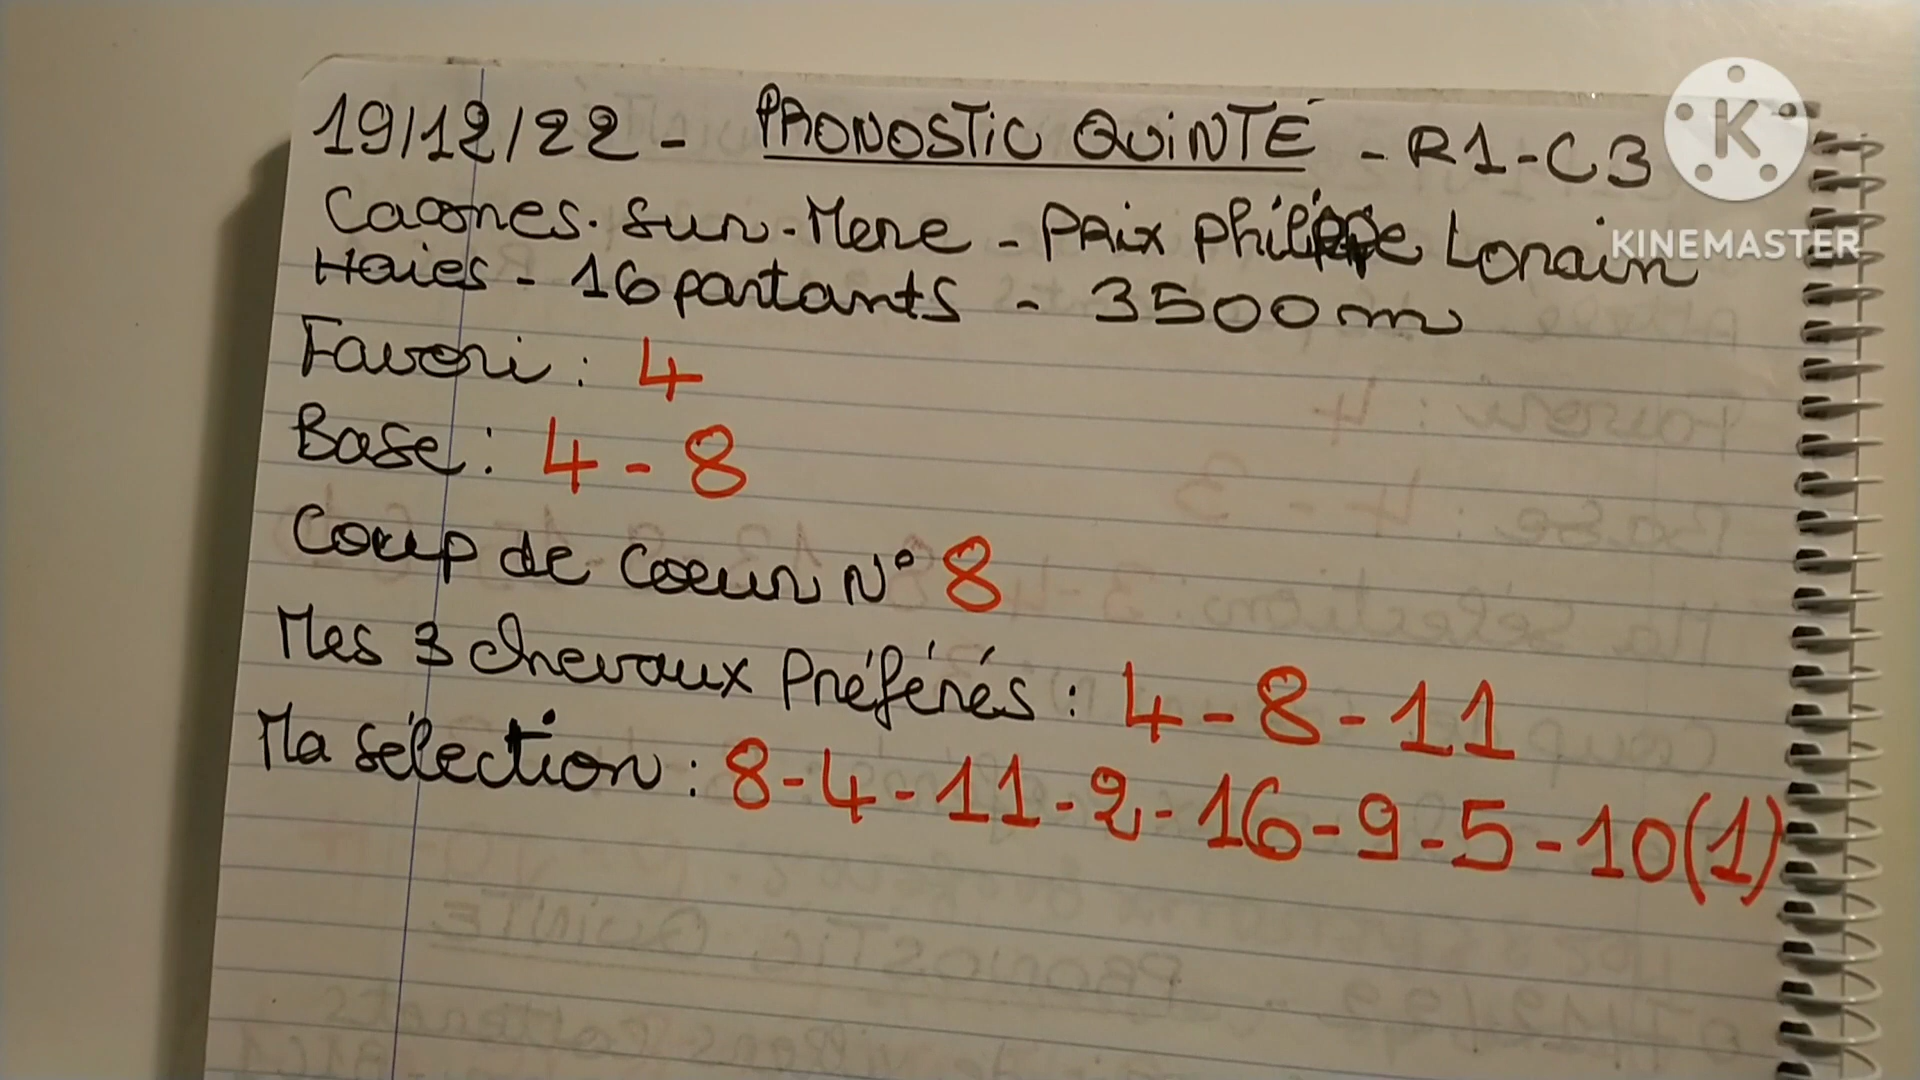 19/12/22 - PRONOSTIC QUINTÉ - R1-C3
Cagnes-sur-Mere - Prix Philippe Lorain
Haies - 16 partants - 3500m
Favori : 4
Base : 4 - 8
Coup de Coeur N° 8
Mes 3 chevaux Préférés : 4 - 8 - 11
Ma sélection : 8-4-11-2-16-9-5-10(1)
K
KINEMASTER